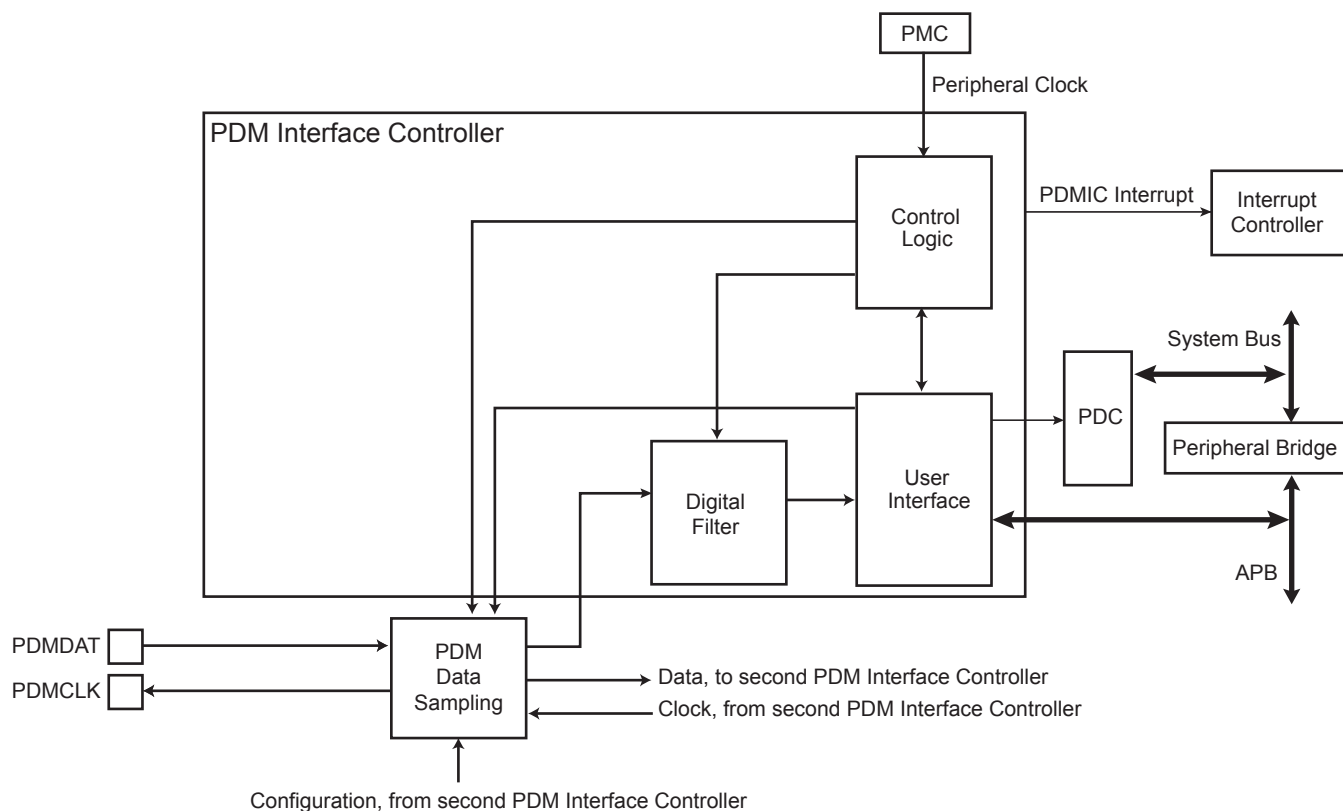 PMC
Peripheral Clock
PDM Interface Controller
Control
Logic
PDMIC Interrupt
Interrupt
Controller
System Bus
PDC
Peripheral Bridge
User
Interface
Digital
Filter
APB
PDMDAT
PDMCLK
PDM
Data
Sampling
Data, to second PDM Interface Controller
Clock, from second PDM Interface Controller
Configuration, from second PDM Interface Controller